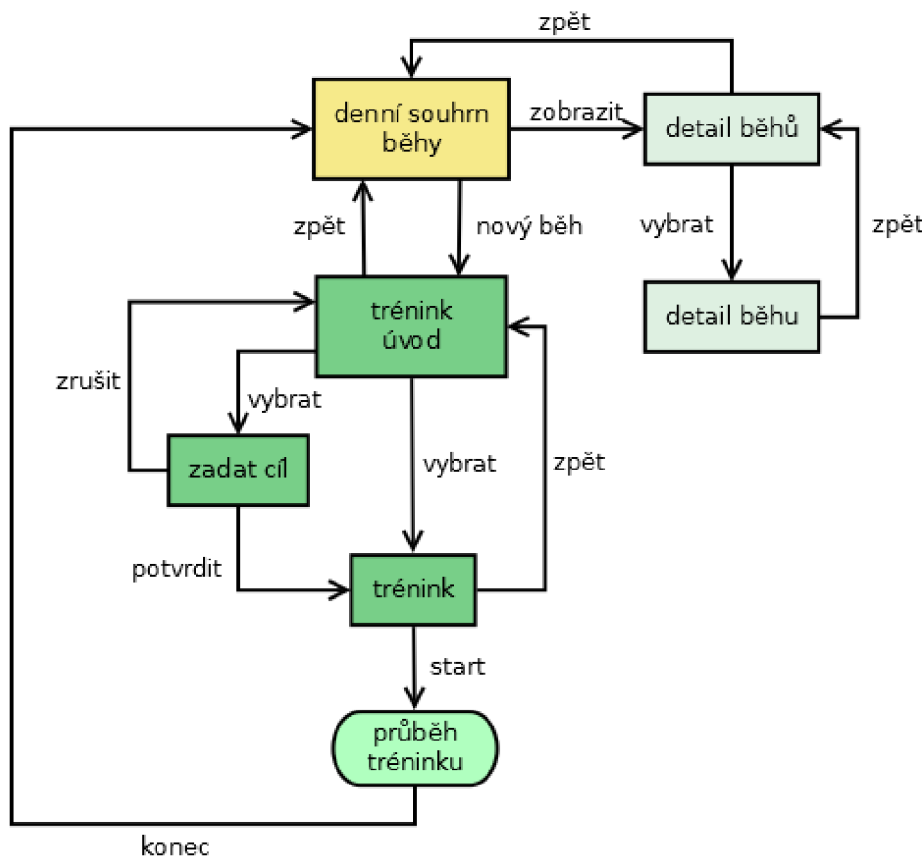 zpět
denní souhrn
běhy
zobrazit
detail běhů
zpět
nový běh
vybrat
zpět
trénink
úvod
detail běhu
zrušit
vybrat
zadat cíl
vybrat
zpět
potvrdit
trénink
start
průběh
tréninku
konec